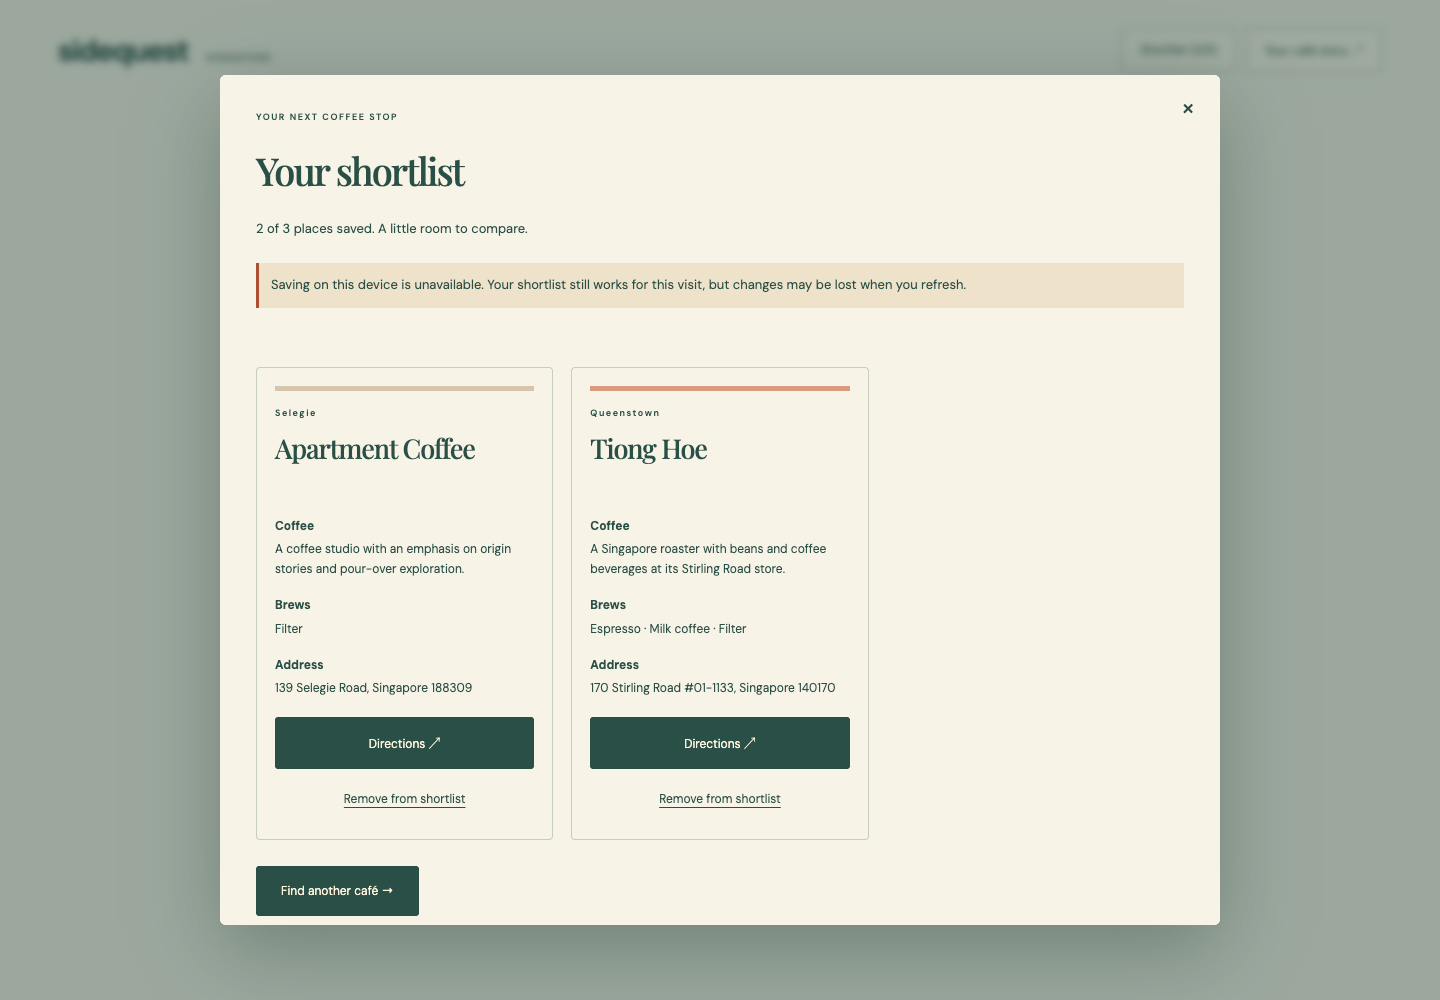 sidequest
YOUR NEXT COFFEE STOP
×
Your shortlist
2 of 3 places saved. A little room to compare.
Saving on this device is unavailable. Your shortlist still works for this visit, but changes may be lost when you refresh.
Selegie
Apartment Coffee
Coffee
A coffee studio with an emphasis on origin
stories and pour-over exploration.
Brews
Filter
Address
139 Selegie Road, Singapore 188309
Directions ↗
Remove from shortlist
Queenstown
Tiong Hoe
Coffee
A Singapore roaster with beans and coffee
beverages at its Stirling Road store.
Brews
Espresso · Milk coffee · Filter
Address
170 Stirling Road #01-1133, Singapore 140170
Directions ↗
Remove from shortlist
Find another café →